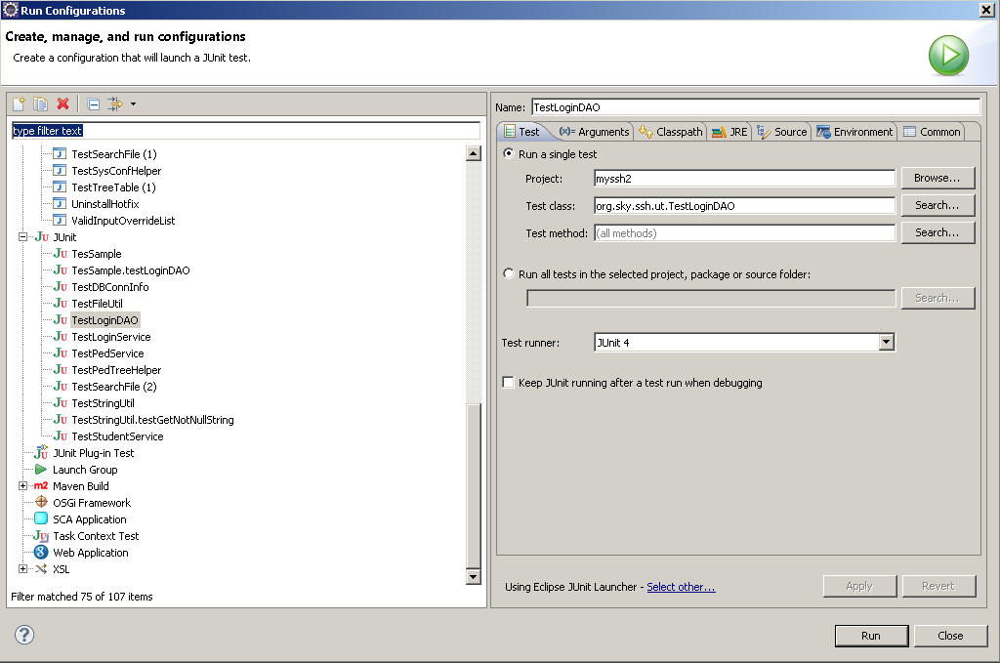 Run Configurations
Create, manage, and run configurations
Create a configuration that will launch a JUnit test.
type filter text
TestSearchFile (1)
TestSysConfHelper
TestTreeTable (1)
UninstallHotfix
ValidInputOverrideList
JUnit
TesSample
TesSample.testLoginDAO
TestDBConnInfo
TestFileUtil
TestLoginDAO
TestLoginService
TestPedService
TestPedTreeHelper
TestSearchFile (2)
TestStringUtil
TestStringUtil.testGetNotNullString
TestStudentService
JUnit Plug-in Test
Launch Group
m2 Maven Build
OSGi Framework
SCA Application
Task Context Test
Web Application
XSL
Filter matched 75 of 107 items
Name: TestLoginDAO
Test (x)= Arguments Classpath JRE Source Environment Common
Run a single test
Project: myssh2 Browse...
Test class: org.sky.ssh.ut.TestLoginDAO Search...
Test method: (all methods) Search...
Run all tests in the selected project, package or source folder:
Search...
Test runner: JUnit 4
Keep JUnit running after a test run when debugging
Using Eclipse JUnit Launcher - Select other... Apply Revert
Run Close